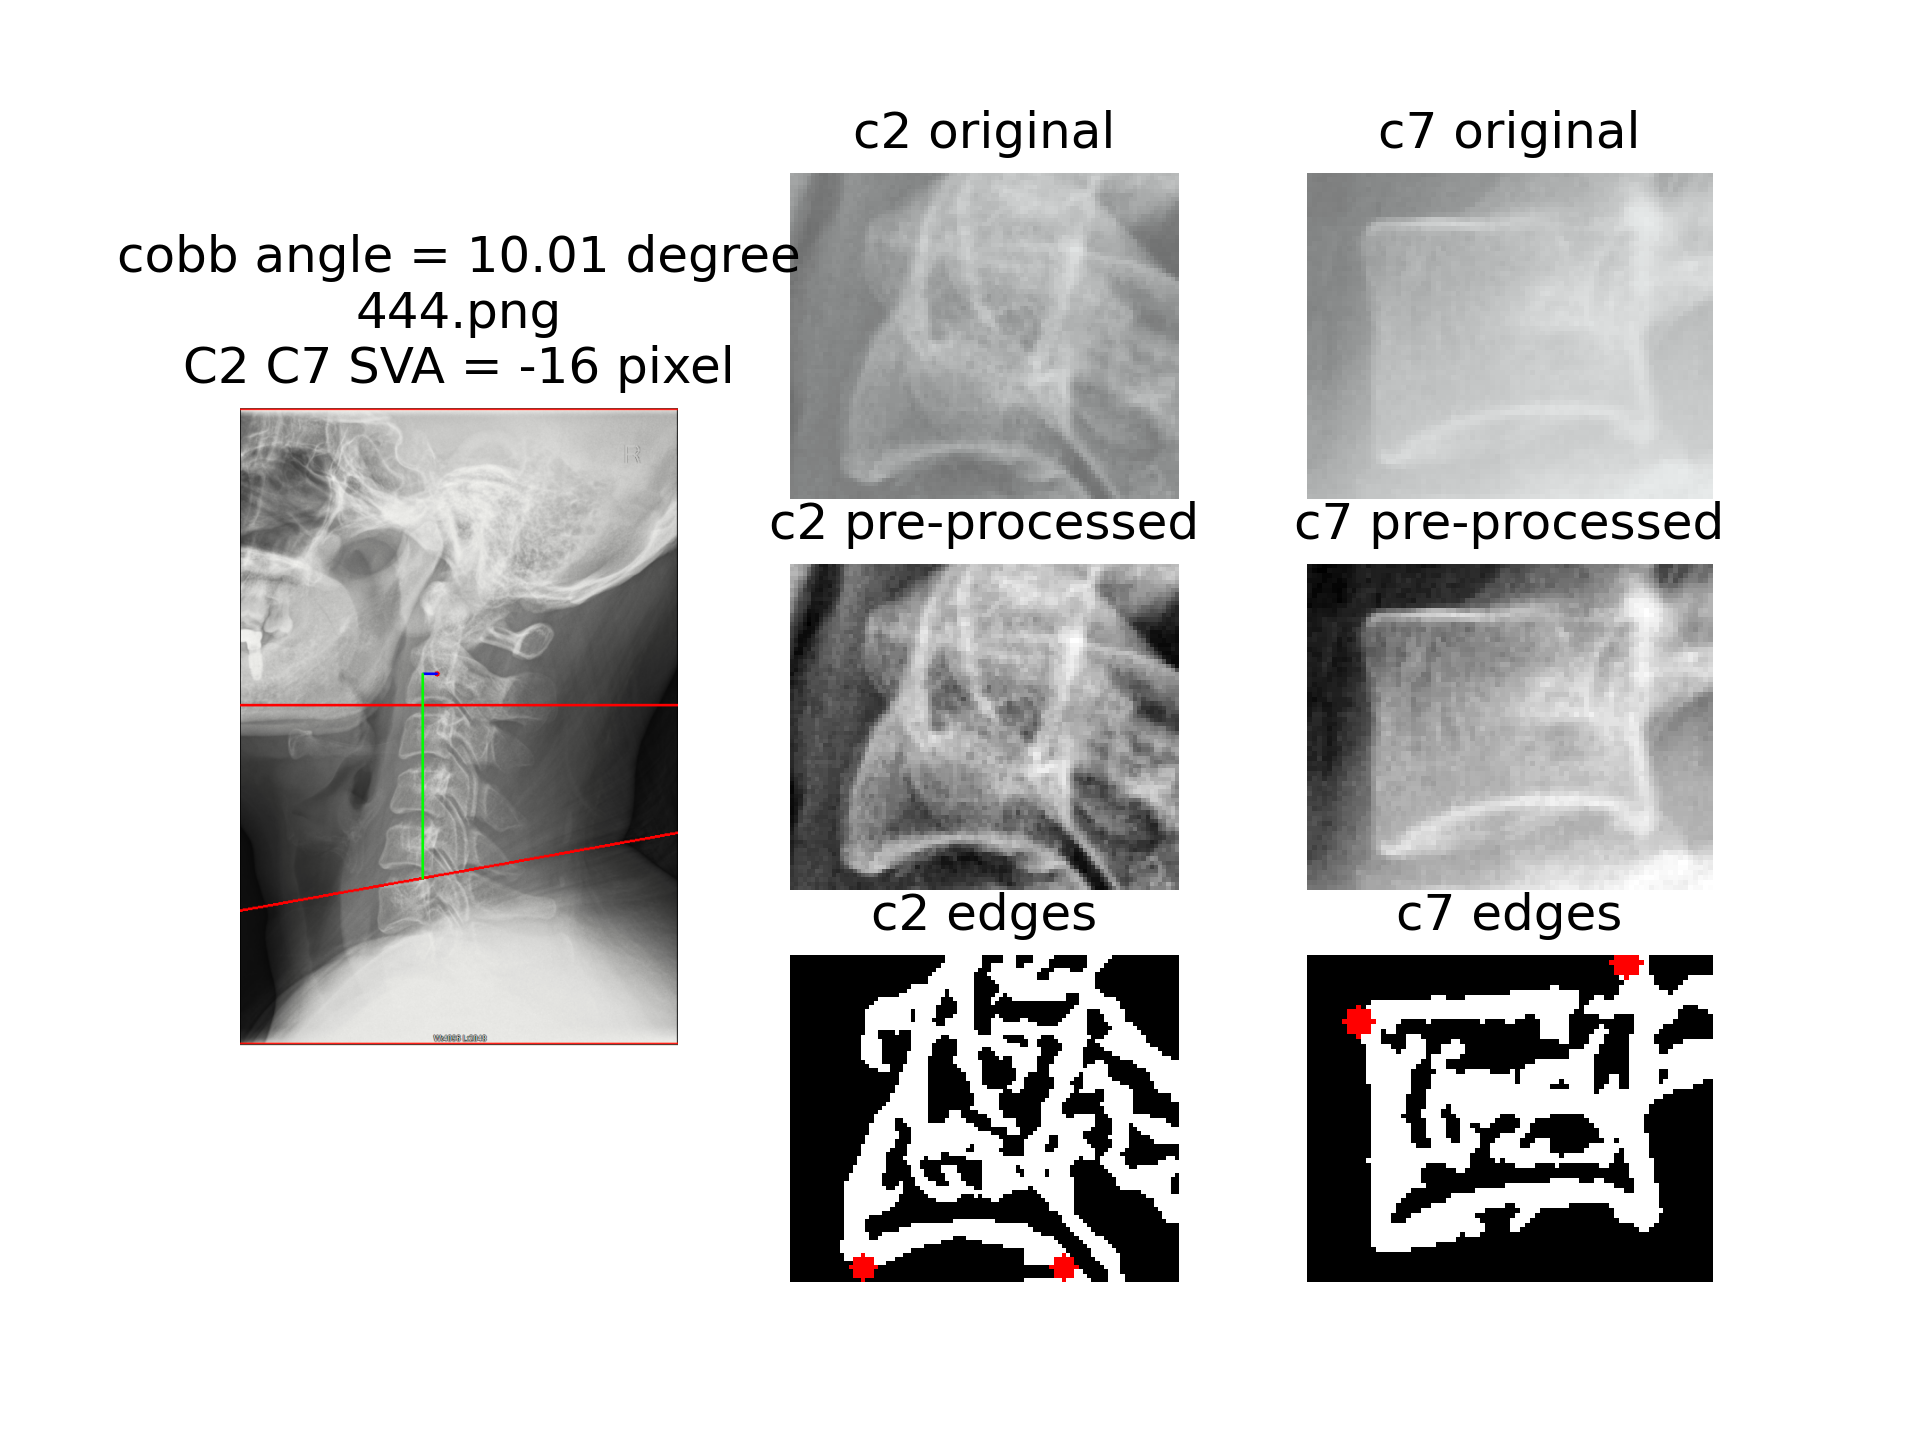 cobb angle = 10.01 degree
444.png
C2 C7 SVA = -16 pixel
R
c2 original
c7 original
c2 pre-processed
c7 pre-processed
c2 edges
c7 edges